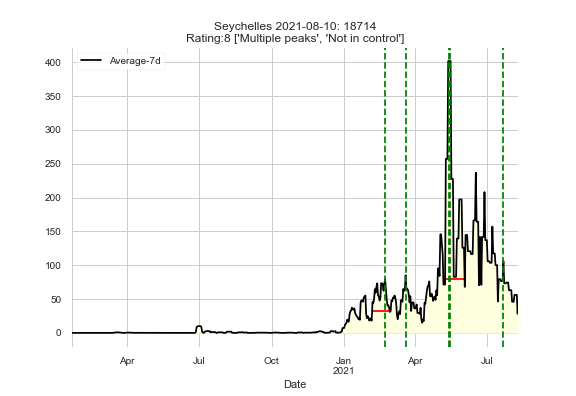 Seychelles 2021-08-10: 18714
Rating:8 ['Multiple peaks', 'Not in control']
Average-7d
400
350
300
250
200
150
100
50
0
Apr
Jul
Oct
Jan
2021
Apr
Jul
Date